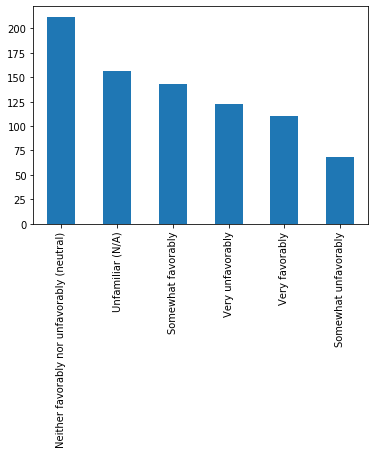 200
175
150
125
100
75
50
25
0
Neither favorably nor unfavorably (neutral)
Unfamiliar (N/A)
Somewhat favorably
Very unfavorably
Very favorably
Somewhat unfavorably